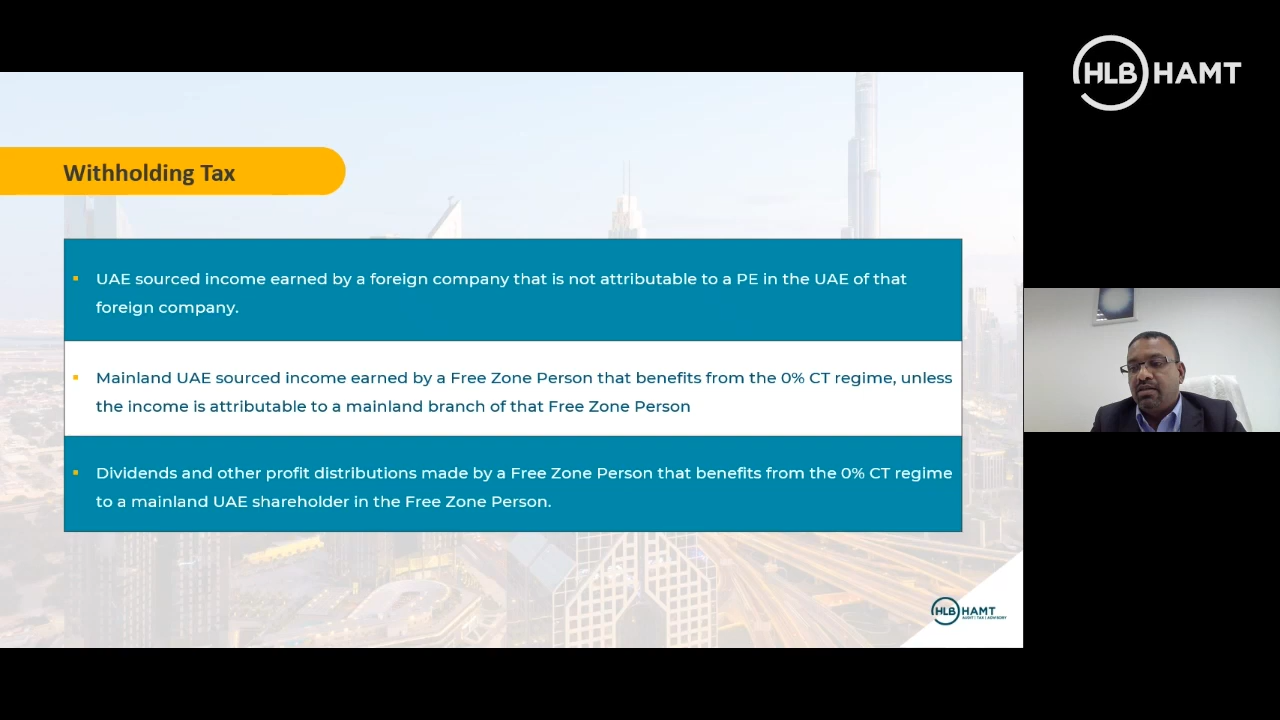 HLB HAMT
Withholding Tax
▪ UAE sourced income earned by a foreign company that is not attributable to a PE in the UAE of that
foreign company.
▪ Mainland UAE sourced income earned by a Free Zone Person that benefits from the 0% CT regime, unless
the income is attributable to a mainland branch of that Free Zone Person
▪ Dividends and other profit distributions made by a Free Zone Person that benefits from the 0% CT regime
to a mainland UAE shareholder in the Free Zone Person.
HLB HAMT
AUDIT | TAX | ADVISORY